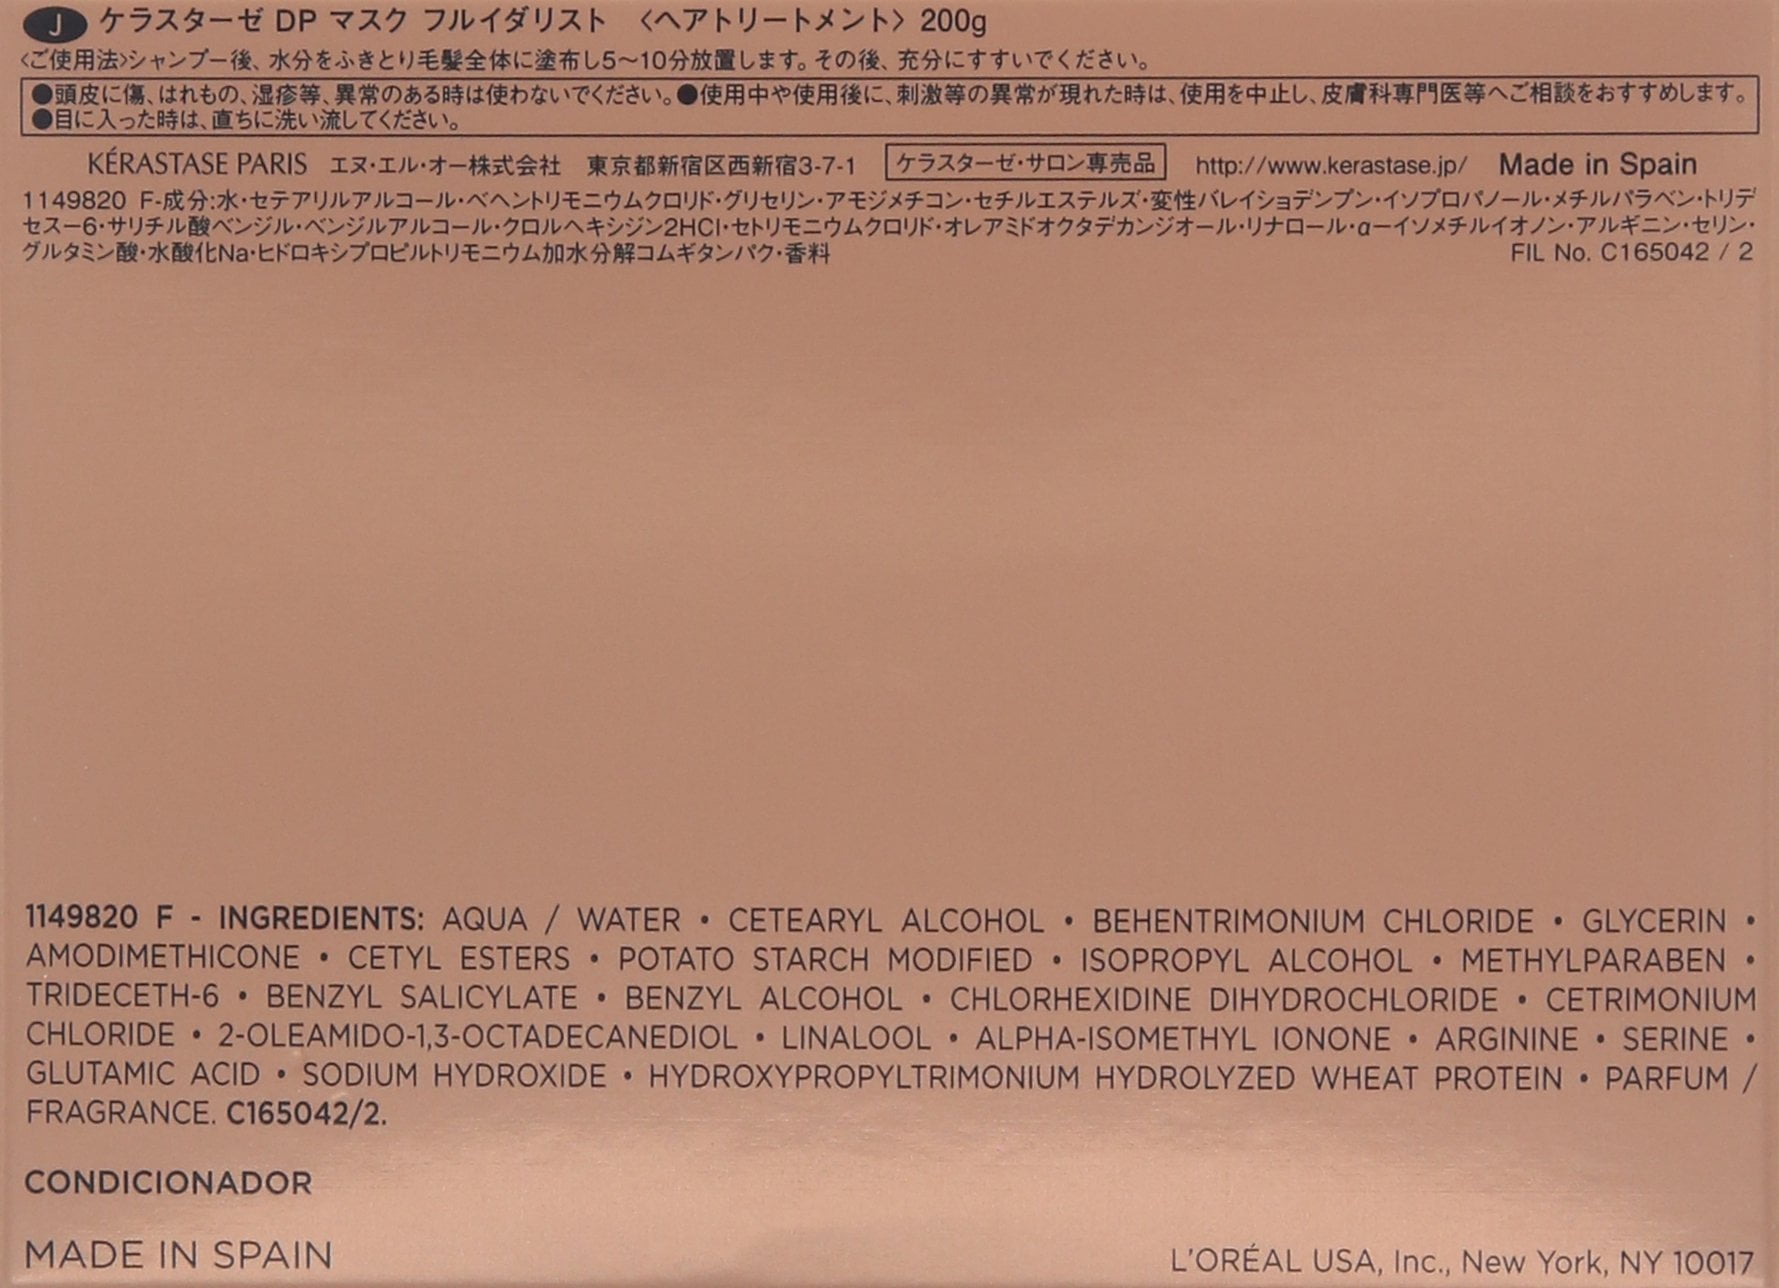 J ケラスターゼ DP マスク フルイダリスト 〈ヘアトリートメント〉 200g
〈ご使用法〉シャンプー後、水分をふきとり毛髪全体に塗布し5～10分放置します。その後、充分にすすいでください。
●頭皮に傷、はれもの、湿疹等、異常のある時は使わないでください。●使用中や使用後に、刺激等の異常が現れた時は、使用を中止し、皮膚科専門医等へご相談をおすすめします。
●目に入った時は、直ちに洗い流してください。
KÉRASTASE PARIS エヌ・エル・オー株式会社 東京都新宿区西新宿3-7-1 ケラスターゼ・サロン専売品 http://www.kerastase.jp/ Made in Spain
1149820 F-成分:水・セテアリルアルコール・ベヘントリモニウムクロリド・グリセリン・アモジメチコン・セチルエステルズ・変性バレイショデンプン・イソプロパノール・メチルパラベン・トリデ
セス－6・サリチル酸ベンジル・ベンジルアルコール・クロルヘキシジン2HCl・セトリモニウムクロリド・オレアミドオクタデカンジオール・リナロール・α－イソメチルイオノン・アルギニン・セリン・
グルタミン酸・水酸化Na・ヒドロキシプロピルトリモニウム加水分解コムギタンパク・香料 FIL No. C165042 / 2
1149820 F - INGREDIENTS: AQUA / WATER • CETEARYL ALCOHOL • BEHENTRIMONIUM CHLORIDE • GLYCERIN •
AMODIMETHICONE • CETYL ESTERS • POTATO STARCH MODIFIED • ISOPROPYL ALCOHOL • METHYLPARABEN •
TRIDECETH-6 • BENZYL SALICYLATE • BENZYL ALCOHOL • CHLORHEXIDINE DIHYDROCHLORIDE • CETRIMONIUM
CHLORIDE • 2-OLEAMIDO-1,3-OCTADECANEDIOL • LINALOOL • ALPHA-ISOMETHYL IONONE • ARGININE • SERINE •
GLUTAMIC ACID • SODIUM HYDROXIDE • HYDROXYPROPYLTRIMONIUM HYDROLYZED WHEAT PROTEIN • PARFUM /
FRAGRANCE. C165042/2.
CONDICIONADOR
MADE IN SPAIN
L'ORÉAL USA, Inc., New York, NY 10017